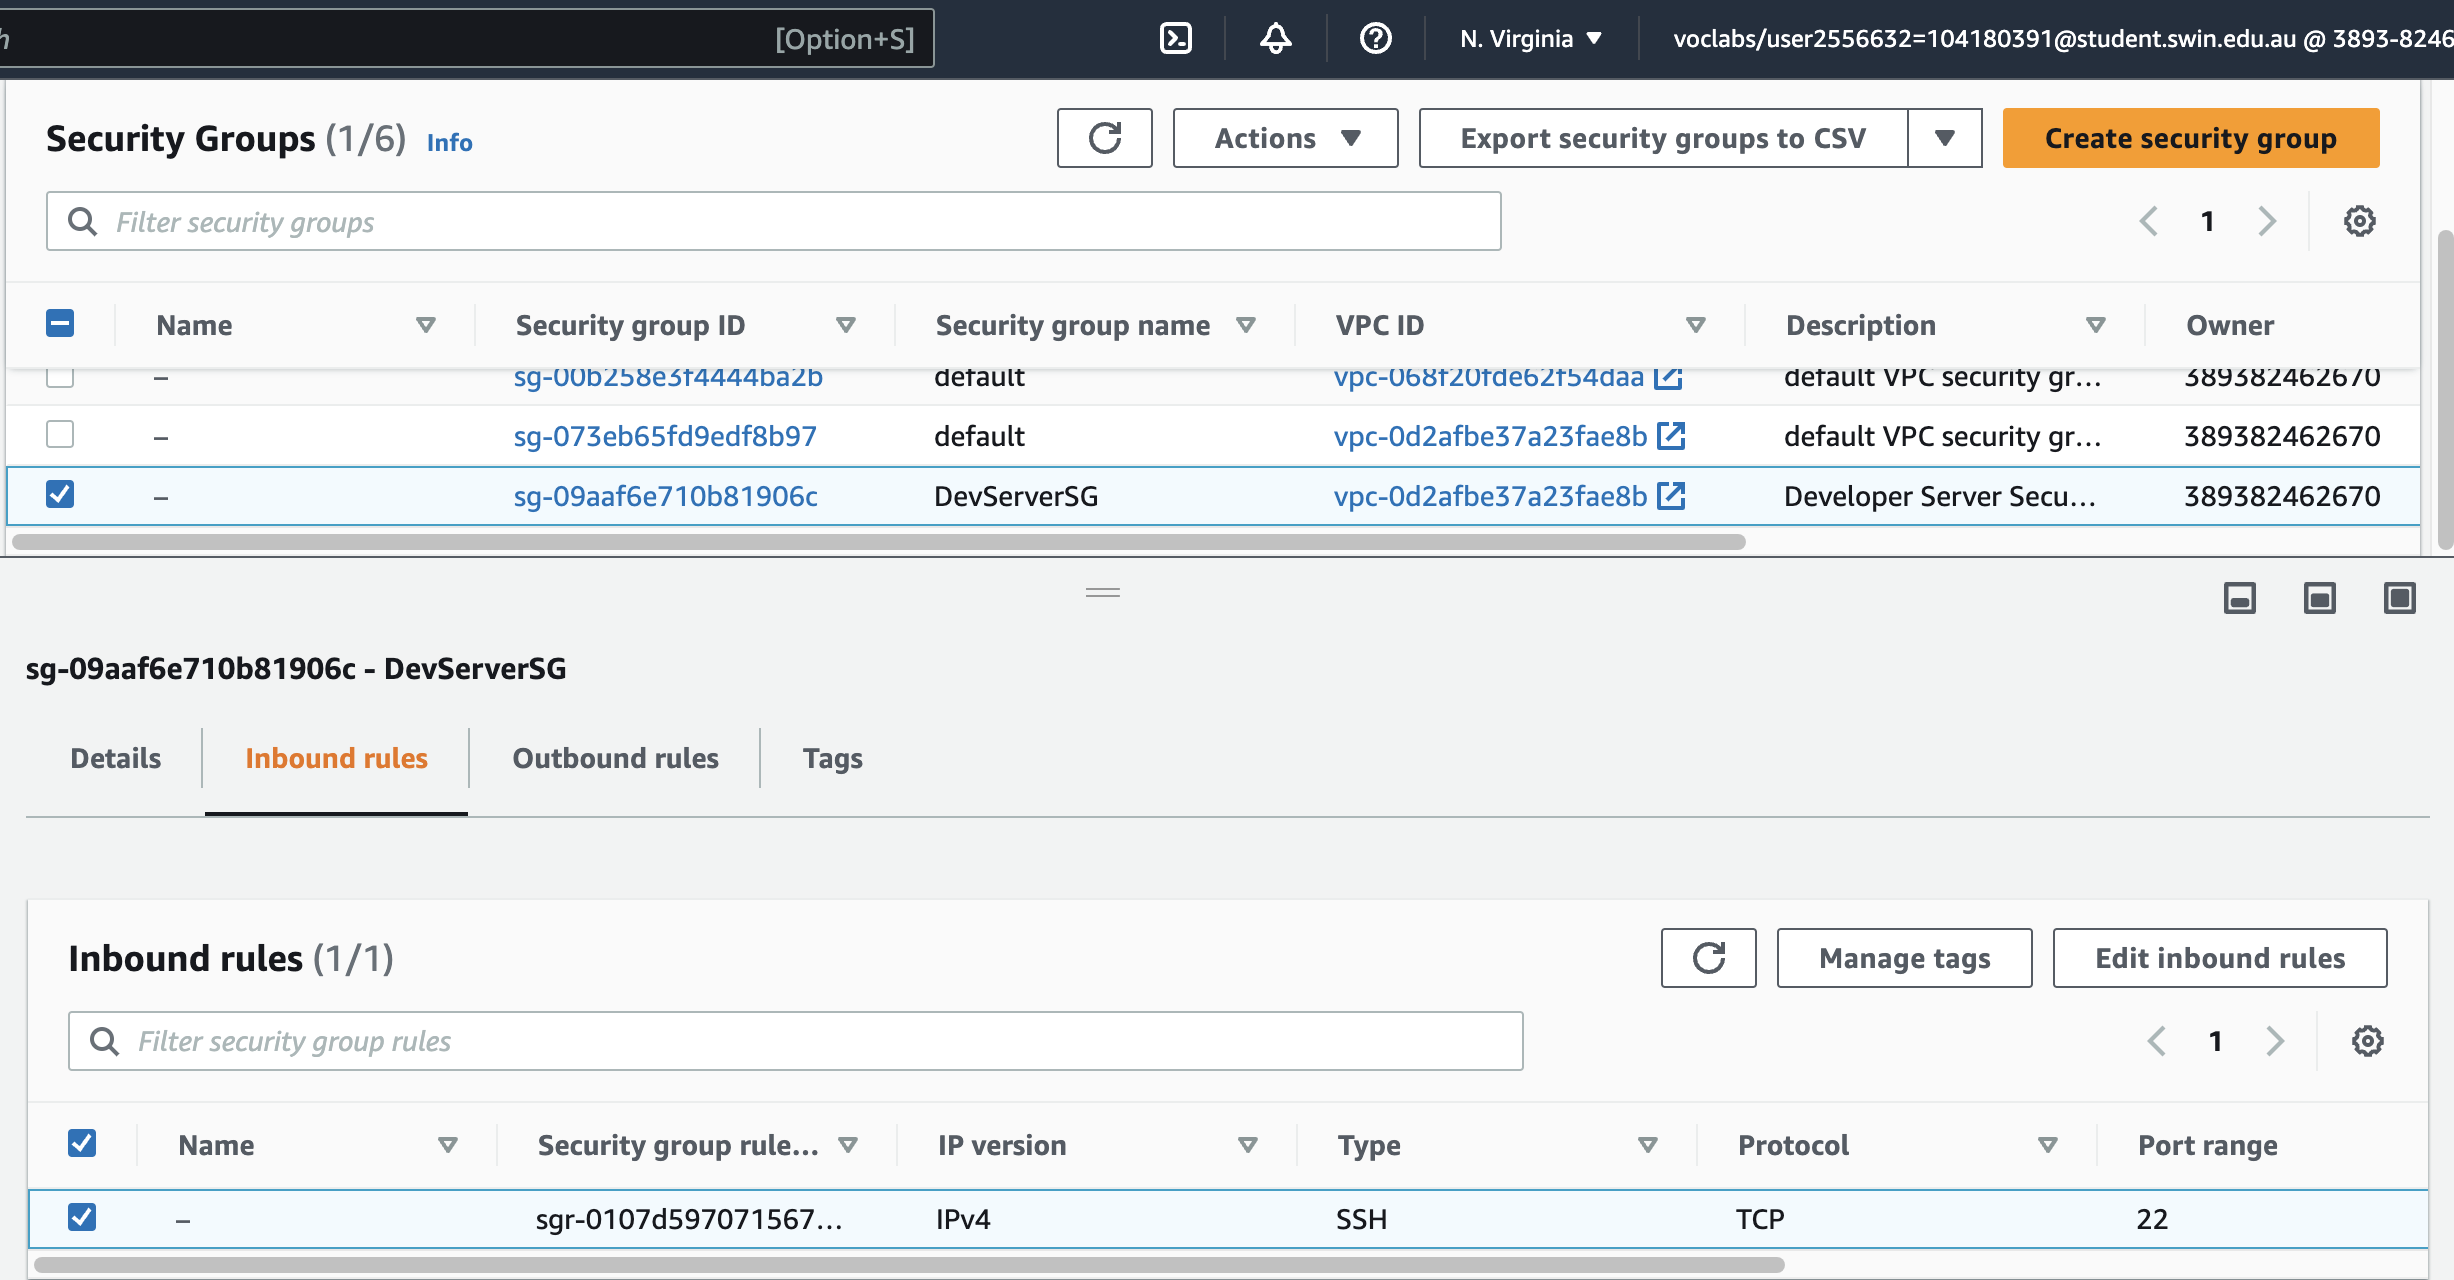 h [Option+S] N. Virginia voclabs/user2556632=104180391@student.swin.edu.au @ 3893-8246
Security Groups (1/6) Info Actions Export security groups to CSV Create security group
Filter security groups 1
Name Security group ID Security group name VPC ID Description Owner
– sg-00b258e3f4444ba2b default vpc-068f20fde62f54daa default VPC security gr... 389382462670
– sg-073eb65fd9edf8b97 default vpc-0d2afbe37a23fae8b default VPC security gr... 389382462670
– sg-09aaf6e710b81906c DevServerSG vpc-0d2afbe37a23fae8b Developer Server Secu... 389382462670
sg-09aaf6e710b81906c - DevServerSG
Details Inbound rules Outbound rules Tags
Inbound rules (1/1) Manage tags Edit inbound rules
Filter security group rules 1
Name Security group rule... IP version Type Protocol Port range
– sgr-0107d597071567... IPv4 SSH TCP 22